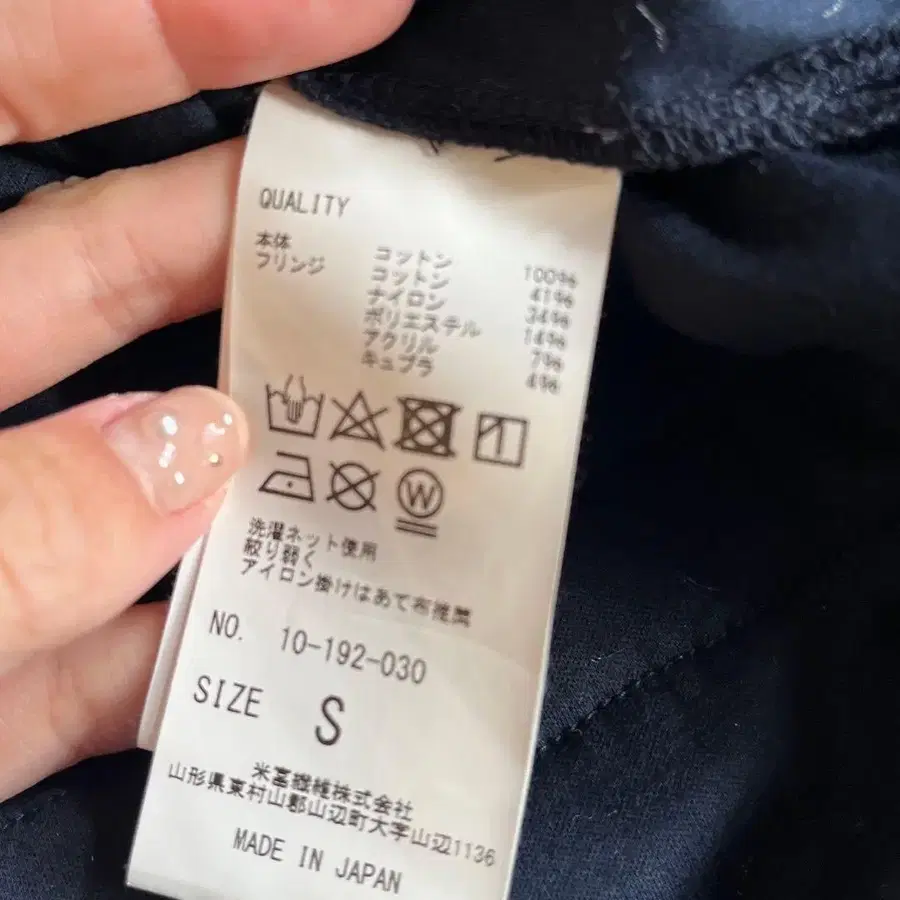 QUALITY
本体 コットン 100%
フリンジ コットン 41%
ナイロン 34%
ポリエステル 14%
アクリル 7%
キュプラ 4%
W
洗濯ネット使用
絞り弱く
アイロン掛けはあて布推薦
NO. 10-192-030
SIZE S
米富繊維株式会社
山形県東村山郡山辺町大字山辺1136
MADE IN JAPAN